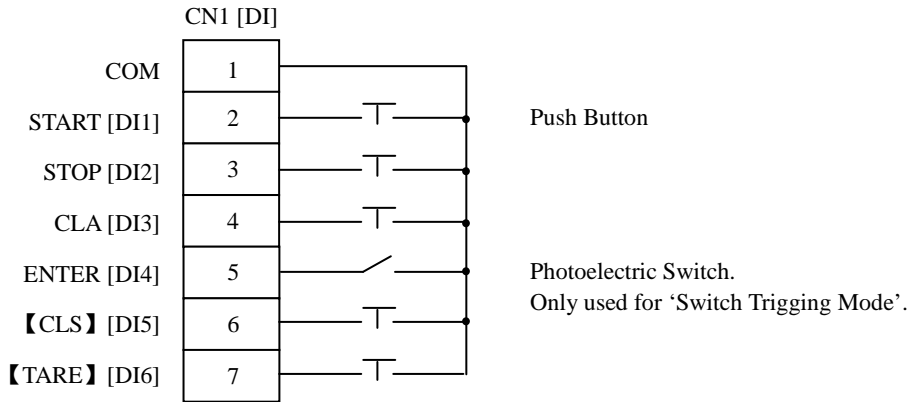 CN1 [DI]
COM 1
START [DI1] 2 Push Button
STOP [DI2] 3
CLA [DI3] 4
ENTER [DI4] 5 Photoelectric Switch.
Only used for ‘Switch Trigging Mode’.
【CLS】[DI5] 6
【TARE】[DI6] 7